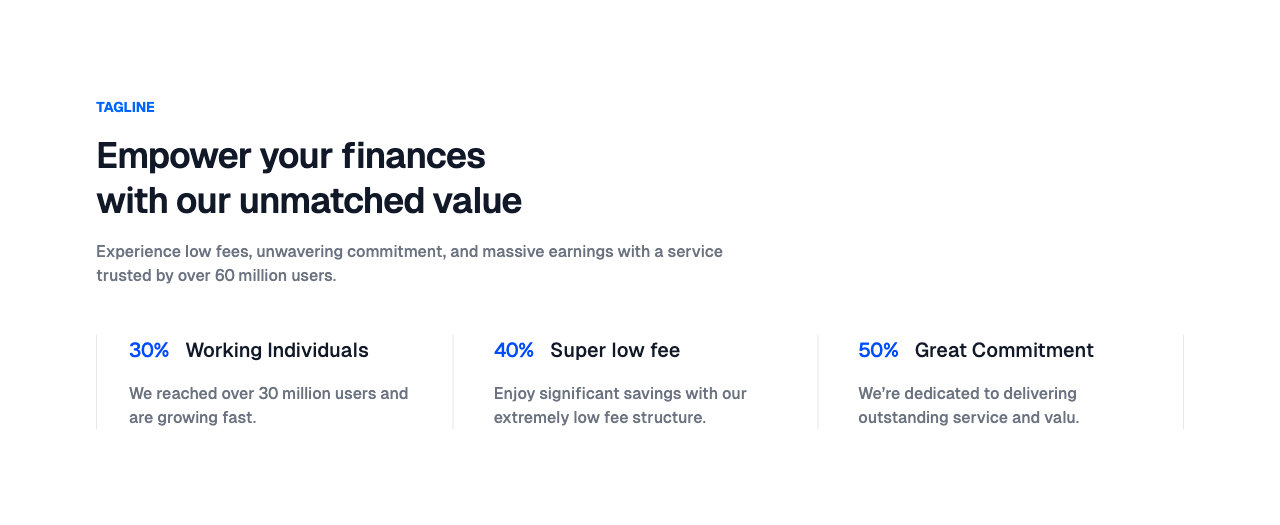 TAGLINE
Empower your finances
with our unmatched value
Experience low fees, unwavering commitment, and massive earnings with a service
trusted by over 60 million users.
30% Working Individuals
We reached over 30 million users and
are growing fast.
40% Super low fee
Enjoy significant savings with our
extremely low fee structure.
50% Great Commitment
We're dedicated to delivering
outstanding service and valu.